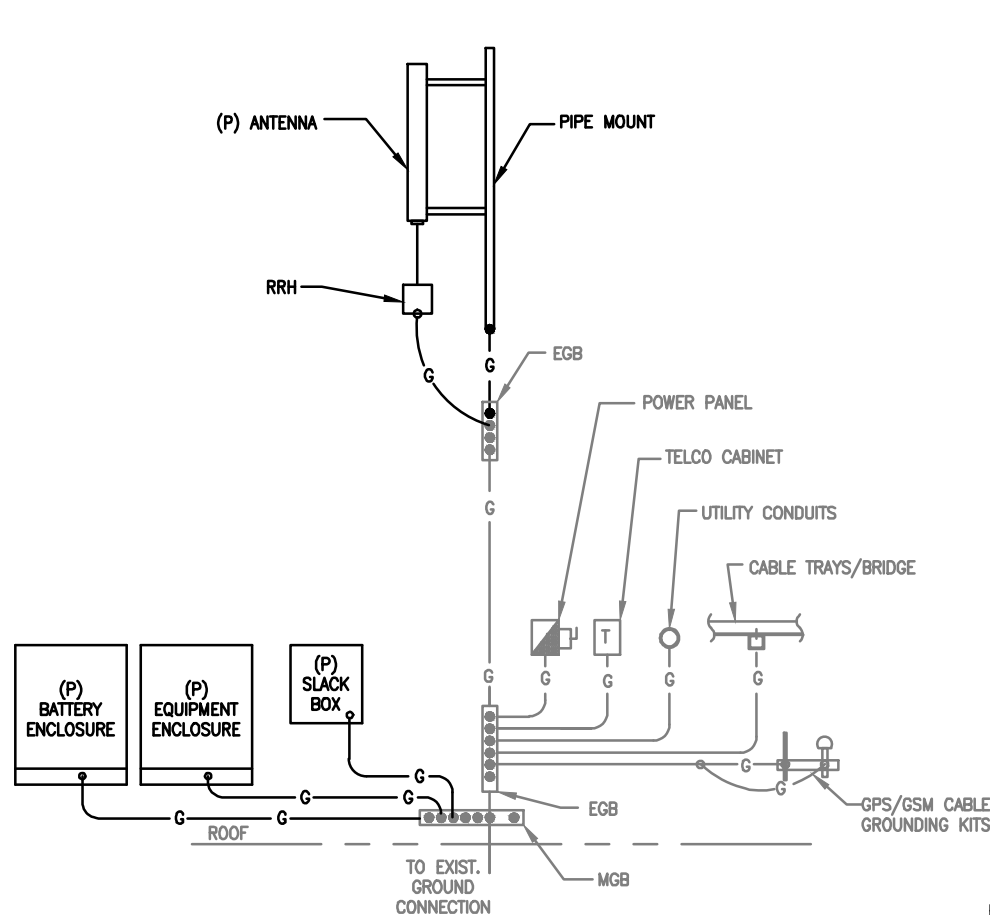 (P) ANTENNA
PIPE MOUNT
RRH
G
G
EGB
POWER PANEL
TELCO CABINET
G
UTILITY CONDUITS
CABLE TRAYS/BRIDGE
T
(P)
BATTERY
ENCLOSURE
(P)
EQUIPMENT
ENCLOSURE
(P)
SLACK
BOX
G
G
G
G
G
G
G
G
G
G
EGB
GPS/GSM CABLE
GROUNDING KITS
G
G
ROOF
TO EXIST.
GROUND
CONNECTION
MGB